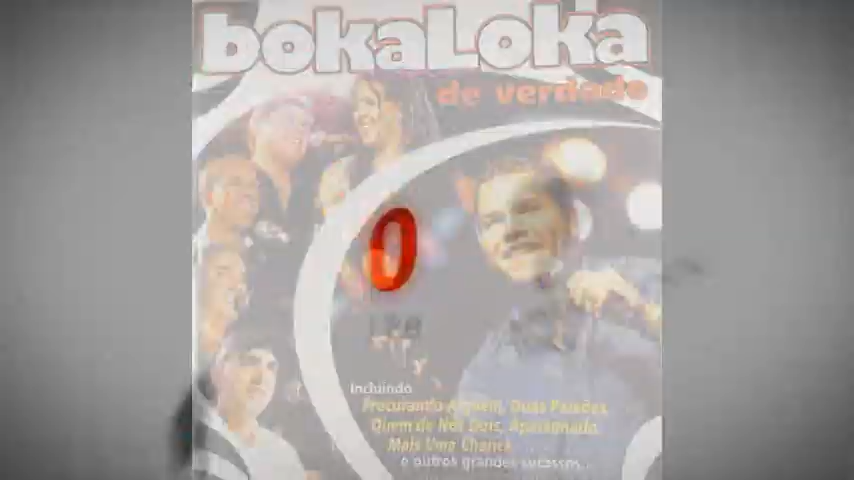 bokaLoka
de verdade
0
Incluindo
Procurando Alguém, Duas Paixões,
Quem de Nós Dois, Apaixonado,
Mais Uma Chance
e outros grandes sucessos...